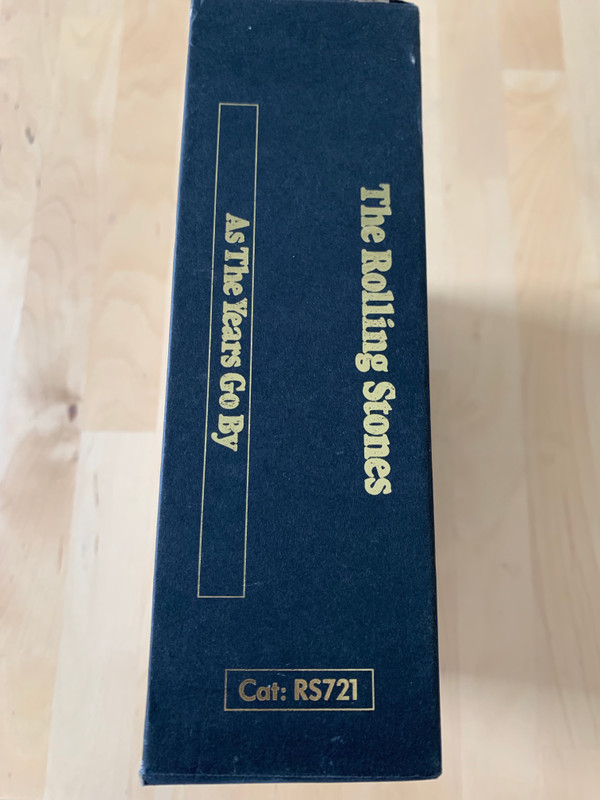 The Rolling Stones
As The Years Go By
Cat: RS721